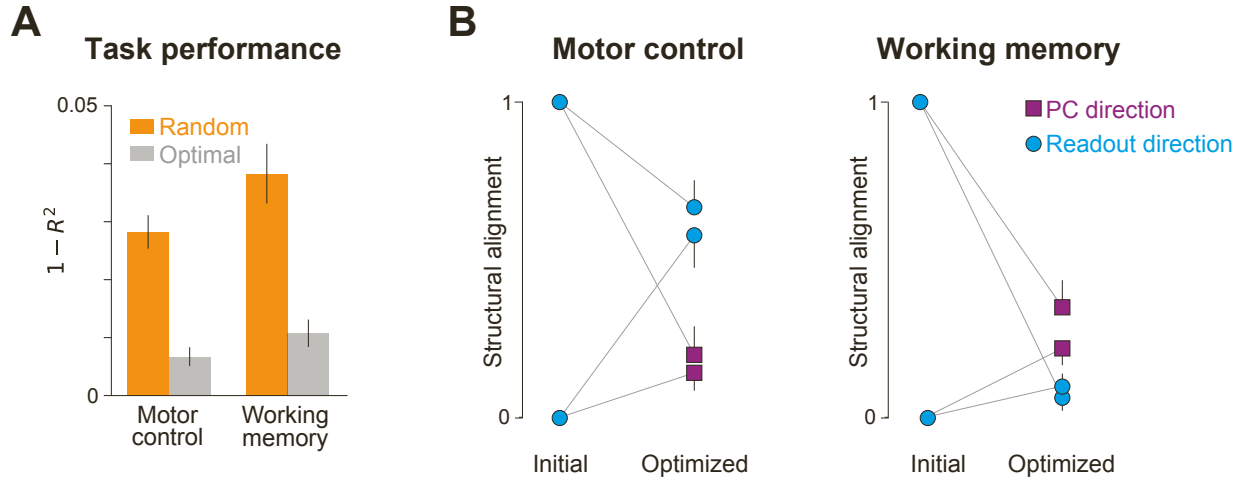 A
Task performance
0.05
Random
Optimal
1 − R²
0
Motor
control
Working
memory
B
Motor control
1
Structural alignment
0
Initial
Optimized
Working memory
PC direction
Readout direction
1
Structural alignment
0
Initial
Optimized